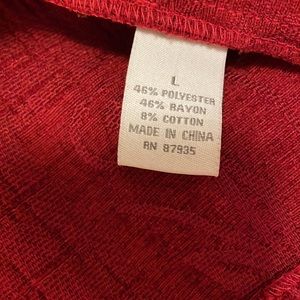 L
46% POLYESTER
46% RAYON
8% COTTON
MADE IN CHINA
RN 87935